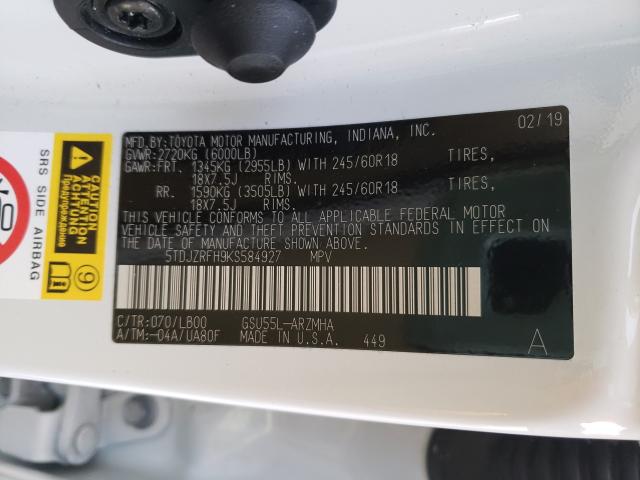 MFD.BY:TOYOTA MOTOR MANUFACTURING, INDIANA, INC. 02/19
GVWR:2720KG (6000LB)
GAWR:FRT. 1345KG (2955LB) WITH 245/60R18 TIRES,
18X7.5J RIMS.
RR. 1590KG (3505LB) WITH 245/60R18 TIRES,
18X7.5J RIMS.
THIS VEHICLE CONFORMS TO ALL APPLICABLE FEDERAL MOTOR
VEHICLE SAFETY AND THEFT PREVENTION STANDARDS IN EFFECT ON
THE DATE OF MANUFACTURE SHOWN ABOVE.
5TDJZRFH9KS584927 MPV
C/TR:070/LB00 GSU55L-ARZMHA
A/TM:-04A/UA80F MADE IN U.S.A. 449 A
SRS SIDE AIRBAG
CAUTION
ATTENTION
ACHTUNG
Предупреждение
9